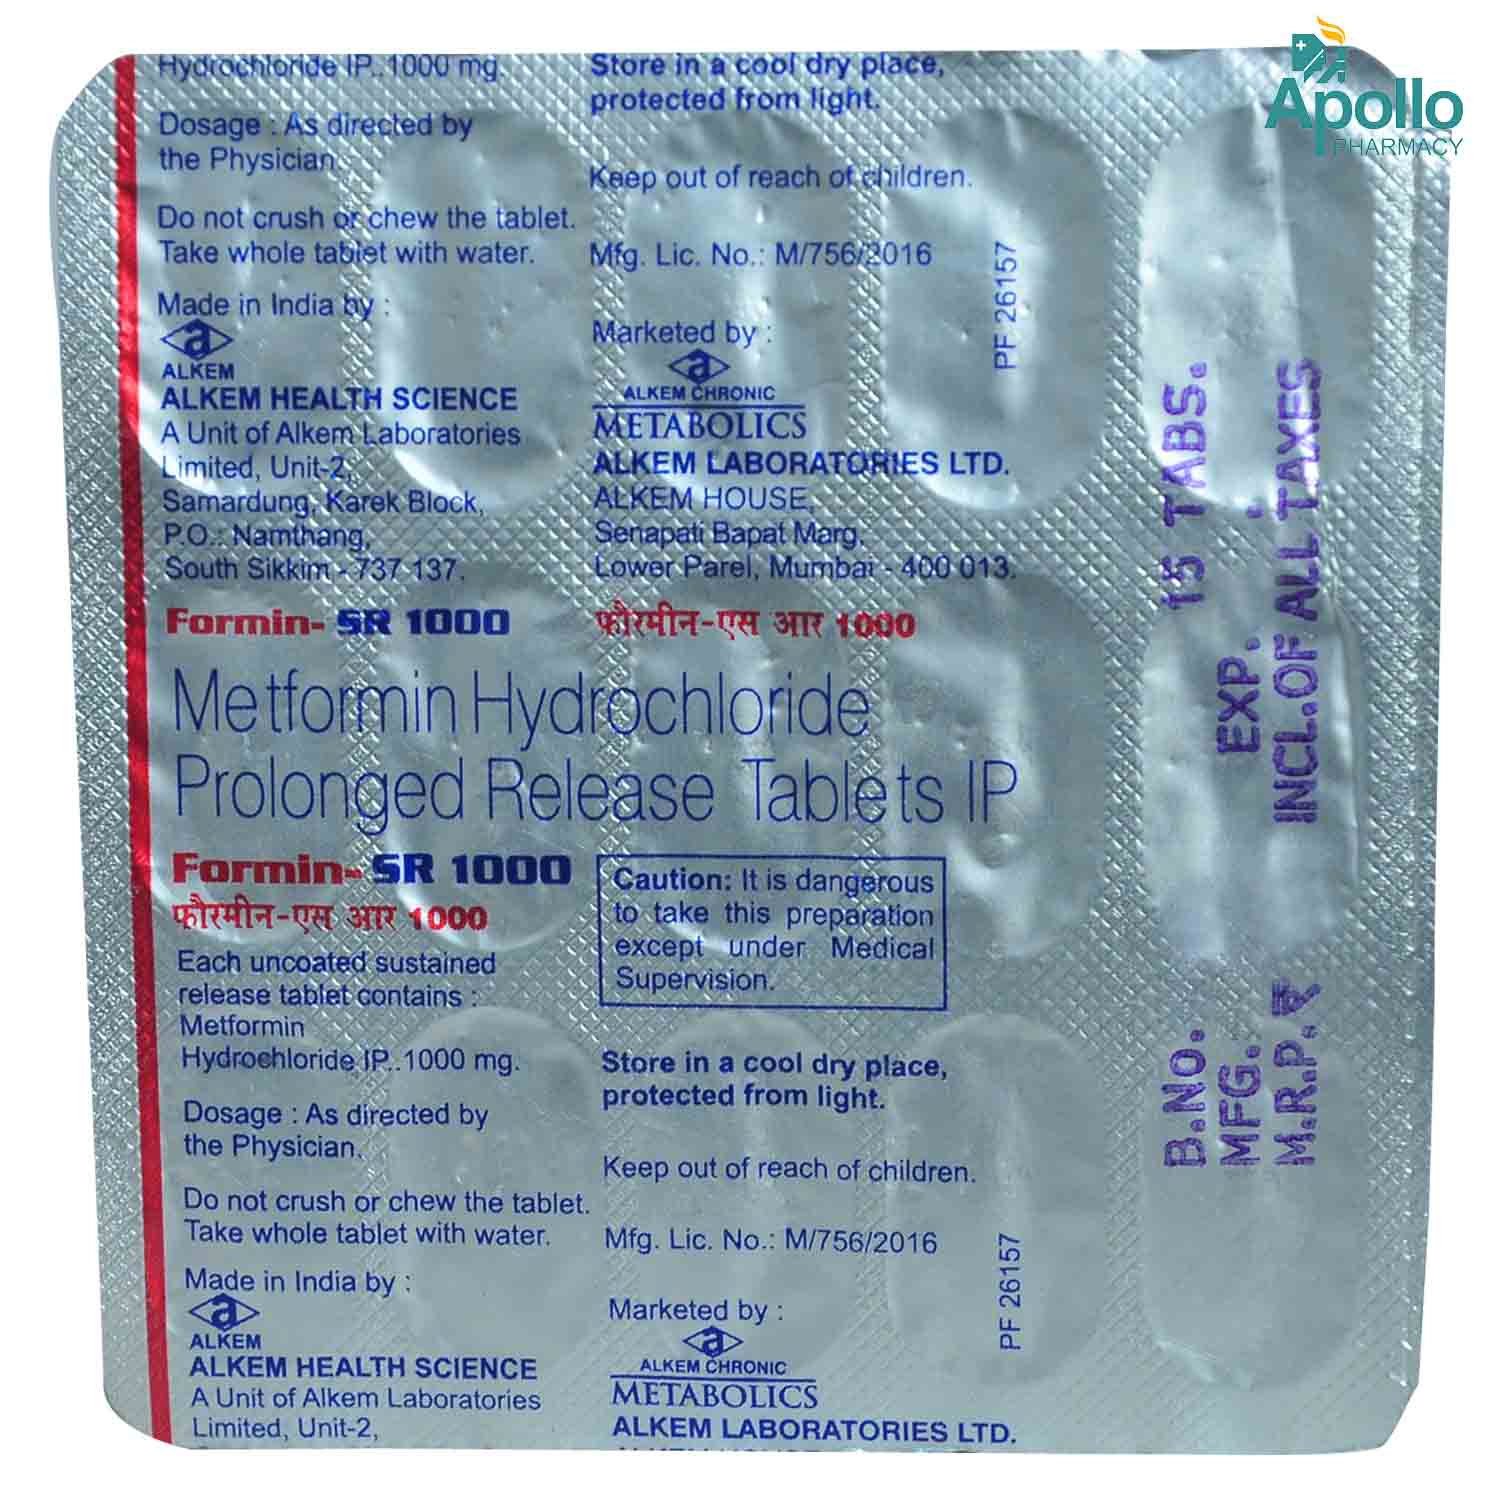 Apollo
PHARMACY
Hydrochloride IP..1000 mg.
Dosage : As directed by
the Physician.
Do not crush or chew the tablet.
Take whole tablet with water.
Made in India by :
a
ALKEM
ALKEM HEALTH SCIENCE
A Unit of Alkem Laboratories
Limited, Unit-2,
Samardung, Karek Block,
P.O.: Namthang,
South Sikkim - 737 137.
Store in a cool dry place,
protected from light.
Keep out of reach of children.
Mfg. Lic. No.: M/756/2016
Marketed by :
a
ALKEM CHRONIC
METABOLICS
ALKEM LABORATORIES LTD.
ALKEM HOUSE,
Senapati Bapat Marg,
Lower Parel, Mumbai - 400 013.
PF 26157
Formin- SR 1000
फौरमीन-एस आर 1000
Metformin Hydrochloride
Prolonged Release Tablets IP
Formin- SR 1000
फौरमीन-एस आर 1000
Each uncoated sustained
release tablet contains :
Metformin
Hydrochloride IP..1000 mg.
Dosage : As directed by
the Physician.
Do not crush or chew the tablet.
Take whole tablet with water.
Made in India by :
a
ALKEM
ALKEM HEALTH SCIENCE
A Unit of Alkem Laboratories
Limited, Unit-2,
Caution: It is dangerous
to take this preparation
except under Medical
Supervision.
Store in a cool dry place,
protected from light.
Keep out of reach of children.
Mfg. Lic. No.: M/756/2016
Marketed by :
a
ALKEM CHRONIC
METABOLICS
ALKEM LABORATORIES LTD.
PF 26157
B.No. 15 TABS.
MFG. EXP.
M.R.P.₹ INCL.OF ALL TAXES